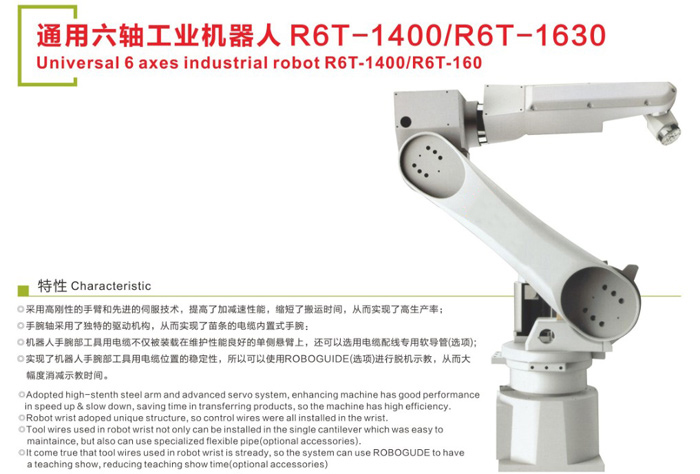 通用六轴工业机器人 R6T-1400/R6T-1630
Universal 6 axes industrial robot R6T-1400/R6T-160
特性 Characteristic
◎采用高刚性的手臂和先进的伺服技术，提高了加减速性能，缩短了搬运时间，从而实现了高生产率；
◎手腕轴采用了独特的驱动机构，从而实现了苗条的电缆内置式手腕；
◎机器人手腕部工具用电缆不仅被装载在维护性能良好的单侧悬臂上，还可以选用电缆配线专用软导管(选项)；
◎实现了机器人手腕部工具用电缆位置的稳定性，所以可以使用ROBOGUIDE(选项)进行脱机示教，从而大
幅度消减示教时间。
◎Adopted high-stenth steel arm and advanced servo system, enhancing machine has good performance
in speed up & slow down, saving time in transferring products, so the machine has high efficiency.
◎Robot wrist adoped unique structure, so control wires were all installed in the wrist.
◎Tool wires used in robot wrist not only can be installed in the single cantilever which was easy to
maintaince, but also can use specialized flexible pipe(optional accessories).
◎It come true that tool wires used in robot wrist is stready, so the system can use ROBOGUDE to have
a teaching show, reducing teaching show time(optional accessories)